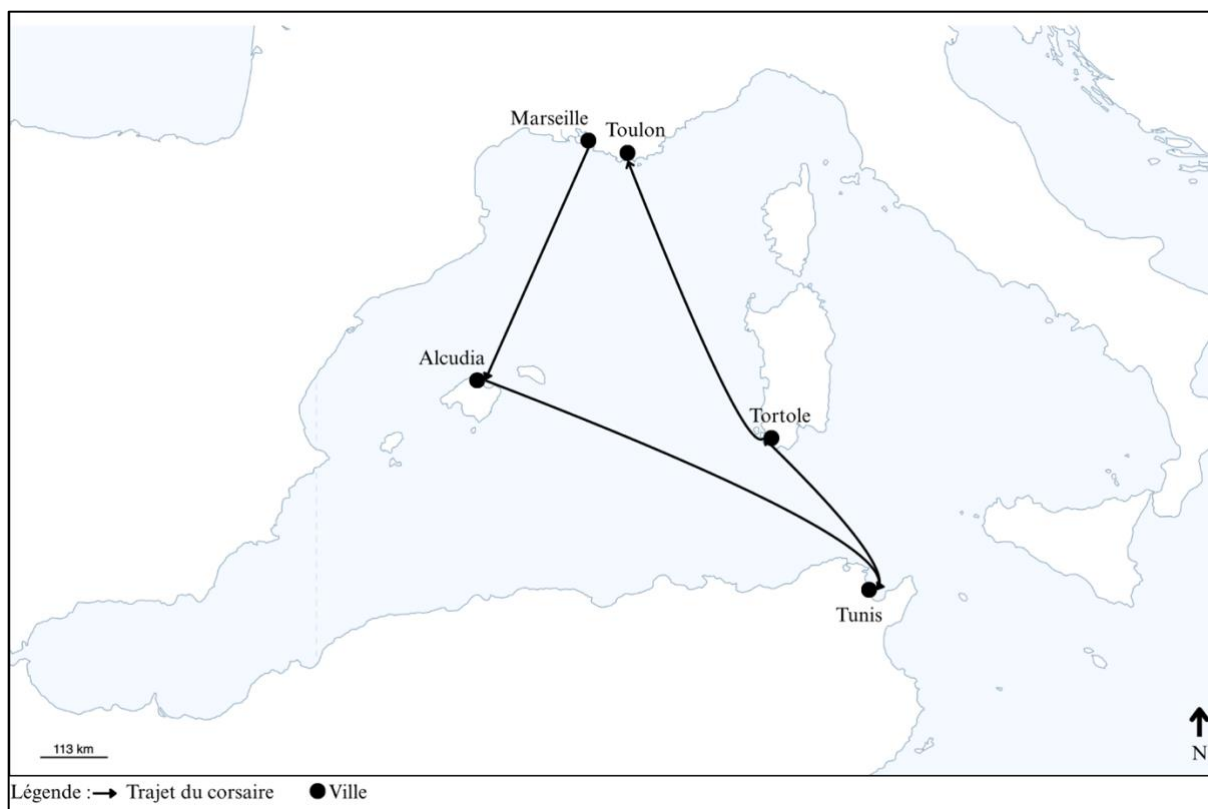 Marseille
Toulon
Alcudia
Tortole
Tunis
N
113 km
Légende : Trajet du corsaire Ville